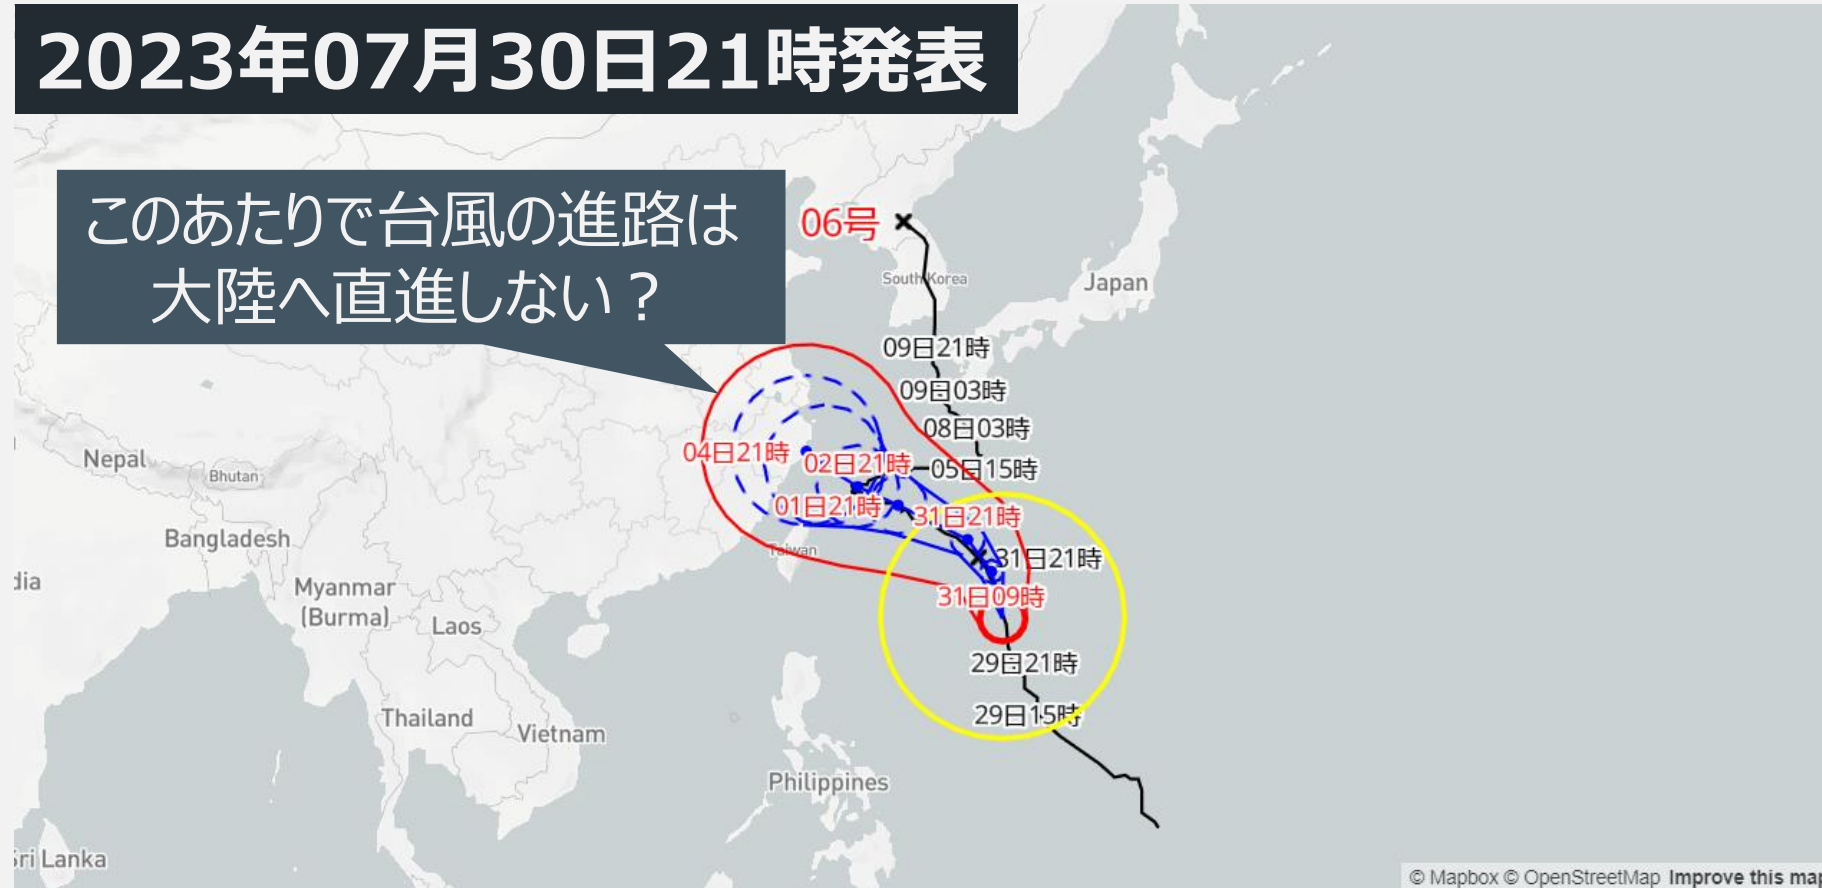 2023年07月30日21時発表
このあたりで台風の進路は
大陸へ直進しない？
06号
South Korea
Japan
09日21時
09日03時
08日03時
04日21時
02日21時
05日15時
Nepal
Bhutan
01日21時
31日21時
Bangladesh
Taiwan
31日21時
dia
Myanmar
(Burma)
31日09時
Laos
29日21時
Thailand
29日15時
Vietnam
Philippines
Sri Lanka
© Mapbox © OpenStreetMap Improve this map